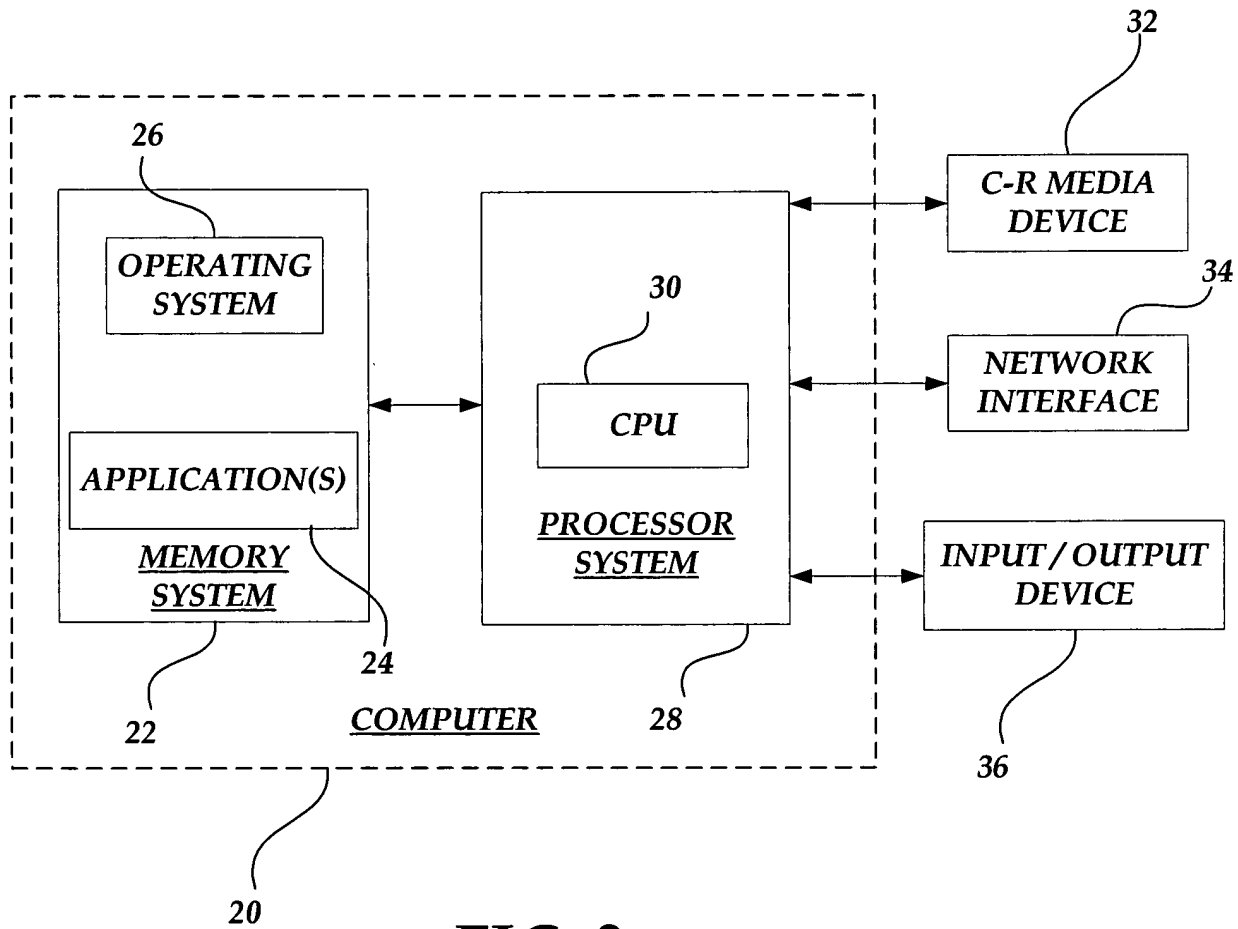 32
26
C-R MEDIA
DEVICE
OPERATING
SYSTEM
30
34
NETWORK
INTERFACE
CPU
APPLICATION(S)
PROCESSOR
SYSTEM
INPUT / OUTPUT
DEVICE
MEMORY
SYSTEM
24
22
COMPUTER
28
36
20